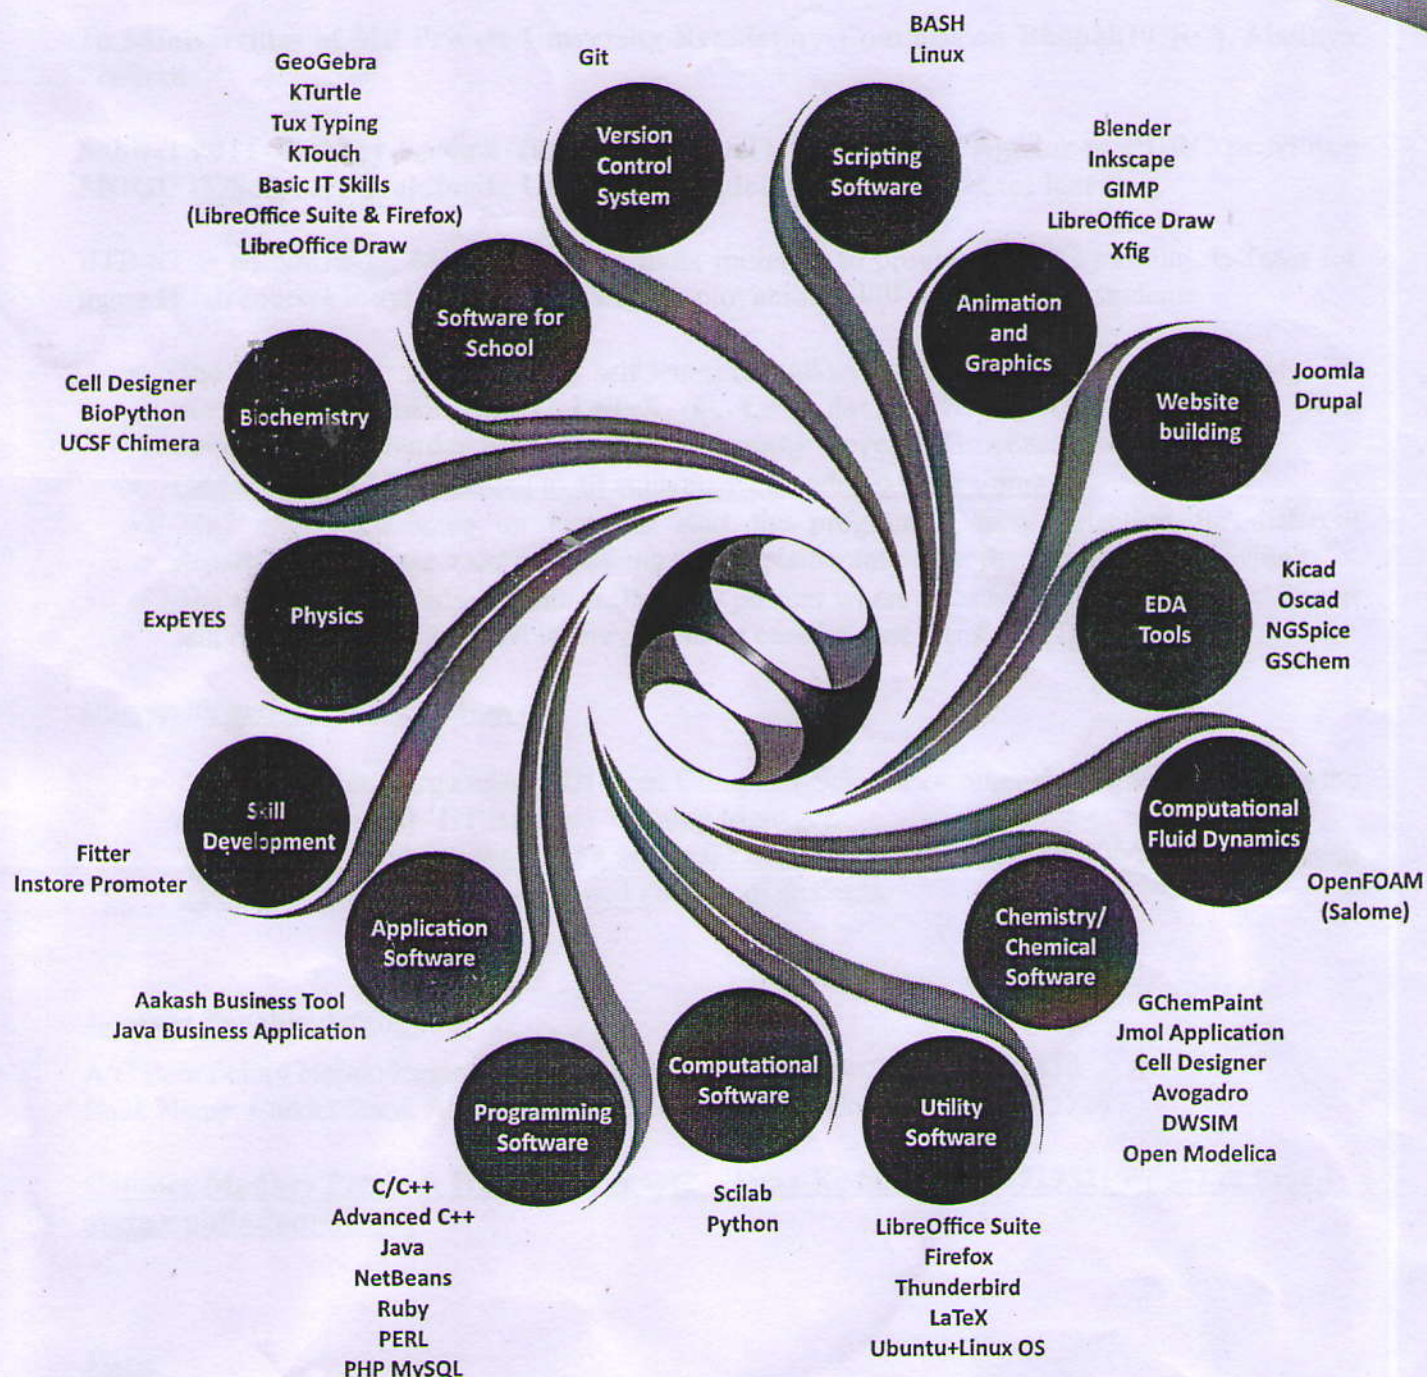 BASH
Linux
Scripting
Software
Git
Version
Control
System
GeoGebra
KTurtle
Tux Typing
KTouch
Basic IT Skills
(LibreOffice Suite & Firefox)
LibreOffice Draw
Software for
School
Blender
Inkscape
GIMP
LibreOffice Draw
Xfig
Animation
and
Graphics
Joomla
Drupal
Website
building
Cell Designer
BioPython
UCSF Chimera
Biochemistry
Kicad
Oscad
NGSpice
GSChem
EDA
Tools
ExpEYES
Physics
Computational
Fluid Dynamics
OpenFOAM
(Salome)
Skill
Development
Fitter
Instore Promoter
Application
Software
Aakash Business Tool
Java Business Application
Chemistry/
Chemical
Software
GChemPaint
Jmol Application
Cell Designer
Avogadro
DWSIM
Open Modelica
Programming
Software
C/C++
Advanced C++
Java
NetBeans
Ruby
PERL
PHP MySQL
Computational
Software
Scilab
Python
Utility
Software
LibreOffice Suite
Firefox
Thunderbird
LaTeX
Ubuntu+Linux OS